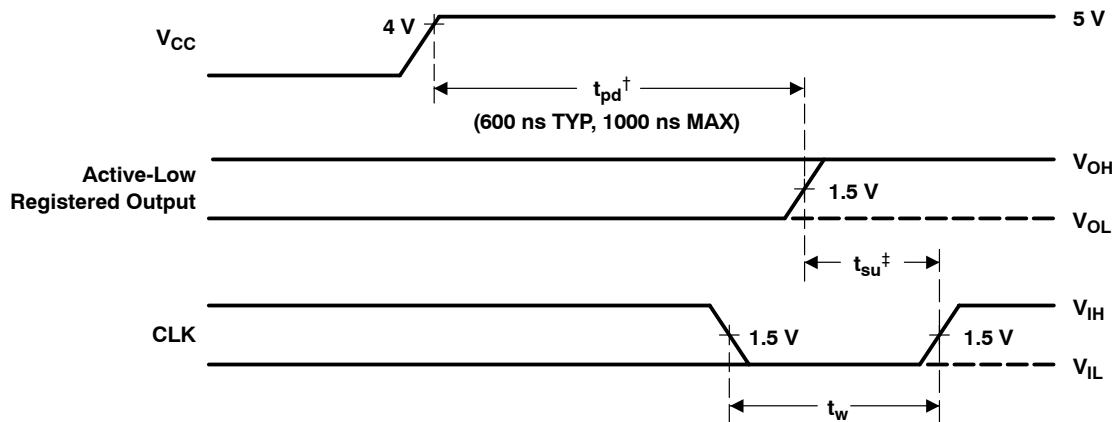 4 V
5 V
VCC
tpd†
(600 ns TYP, 1000 ns MAX)
Active-Low
Registered Output
VOH
1.5 V
VOL
tsu‡
VIH
CLK
1.5 V
1.5 V
VIL
tw